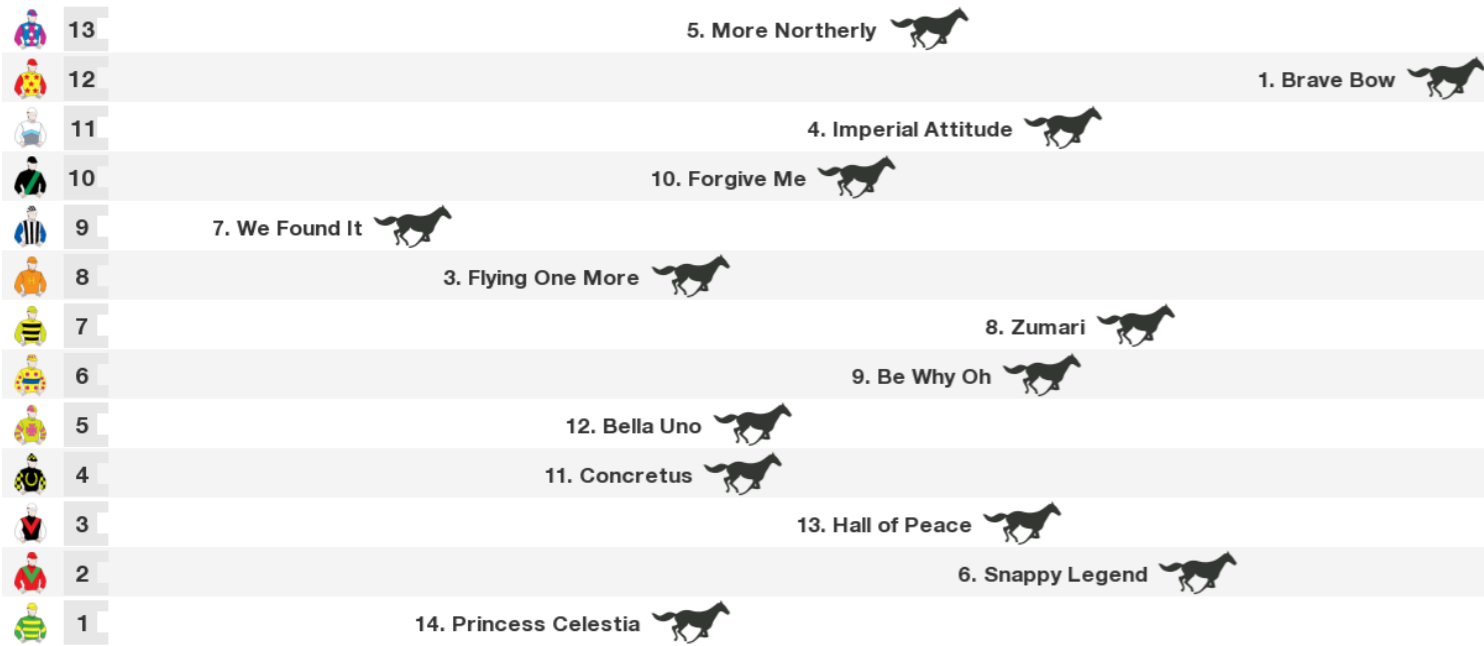 13 5. More Northerly
12 1. Brave Bow
11 4. Imperial Attitude
10 10. Forgive Me
9 7. We Found It
8 3. Flying One More
7 8. Zumari
6 9. Be Why Oh
5 12. Bella Uno
4 11. Concretus
3 13. Hall of Peace
2 6. Snappy Legend
1 14. Princess Celestia